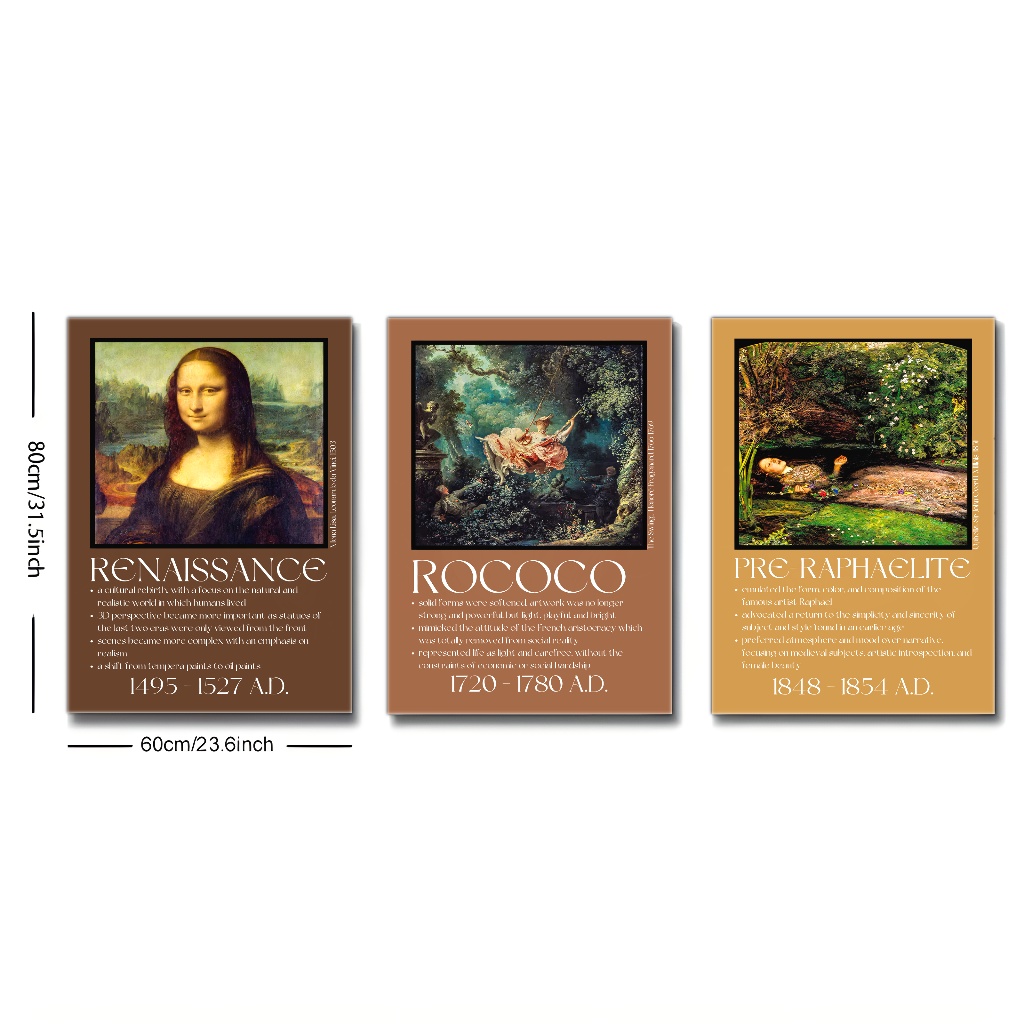 80cm/31.5inch
60cm/23.6inch
RENAISSANCE
• a cultural rebirth, with a focus on the natural and
realistic world in which humans lived
• 3D perspective became more important as statues of
the last two eras were only viewed from the front
• scenes became more complex with an emphasis on
realism
• a shift from tempera paints to oil paints
1495 - 1527 A.D.
The Swing, Honoré Fragonard,
ROCOCO
• solid forms were softened, artwork was no longer
strong and powerful, but light, playful and bright
• mimicked the attitude of the French aristocracy which
was totally removed from social reality
• represented life as light and carefree, without the
constraints of economic or social hardship
1720 - 1780 A.D.
PRE RAPHAELITE
• emulated the form, color, and composition of the
famous artist Raphael
• advocated a return to the simplicity and sincerity of
subject and style found in an earlier age
• preferred atmosphere and mood over narrative,
focusing on medieval subjects, artistic introspection, and
female beauty
1848 - 1854 A.D.